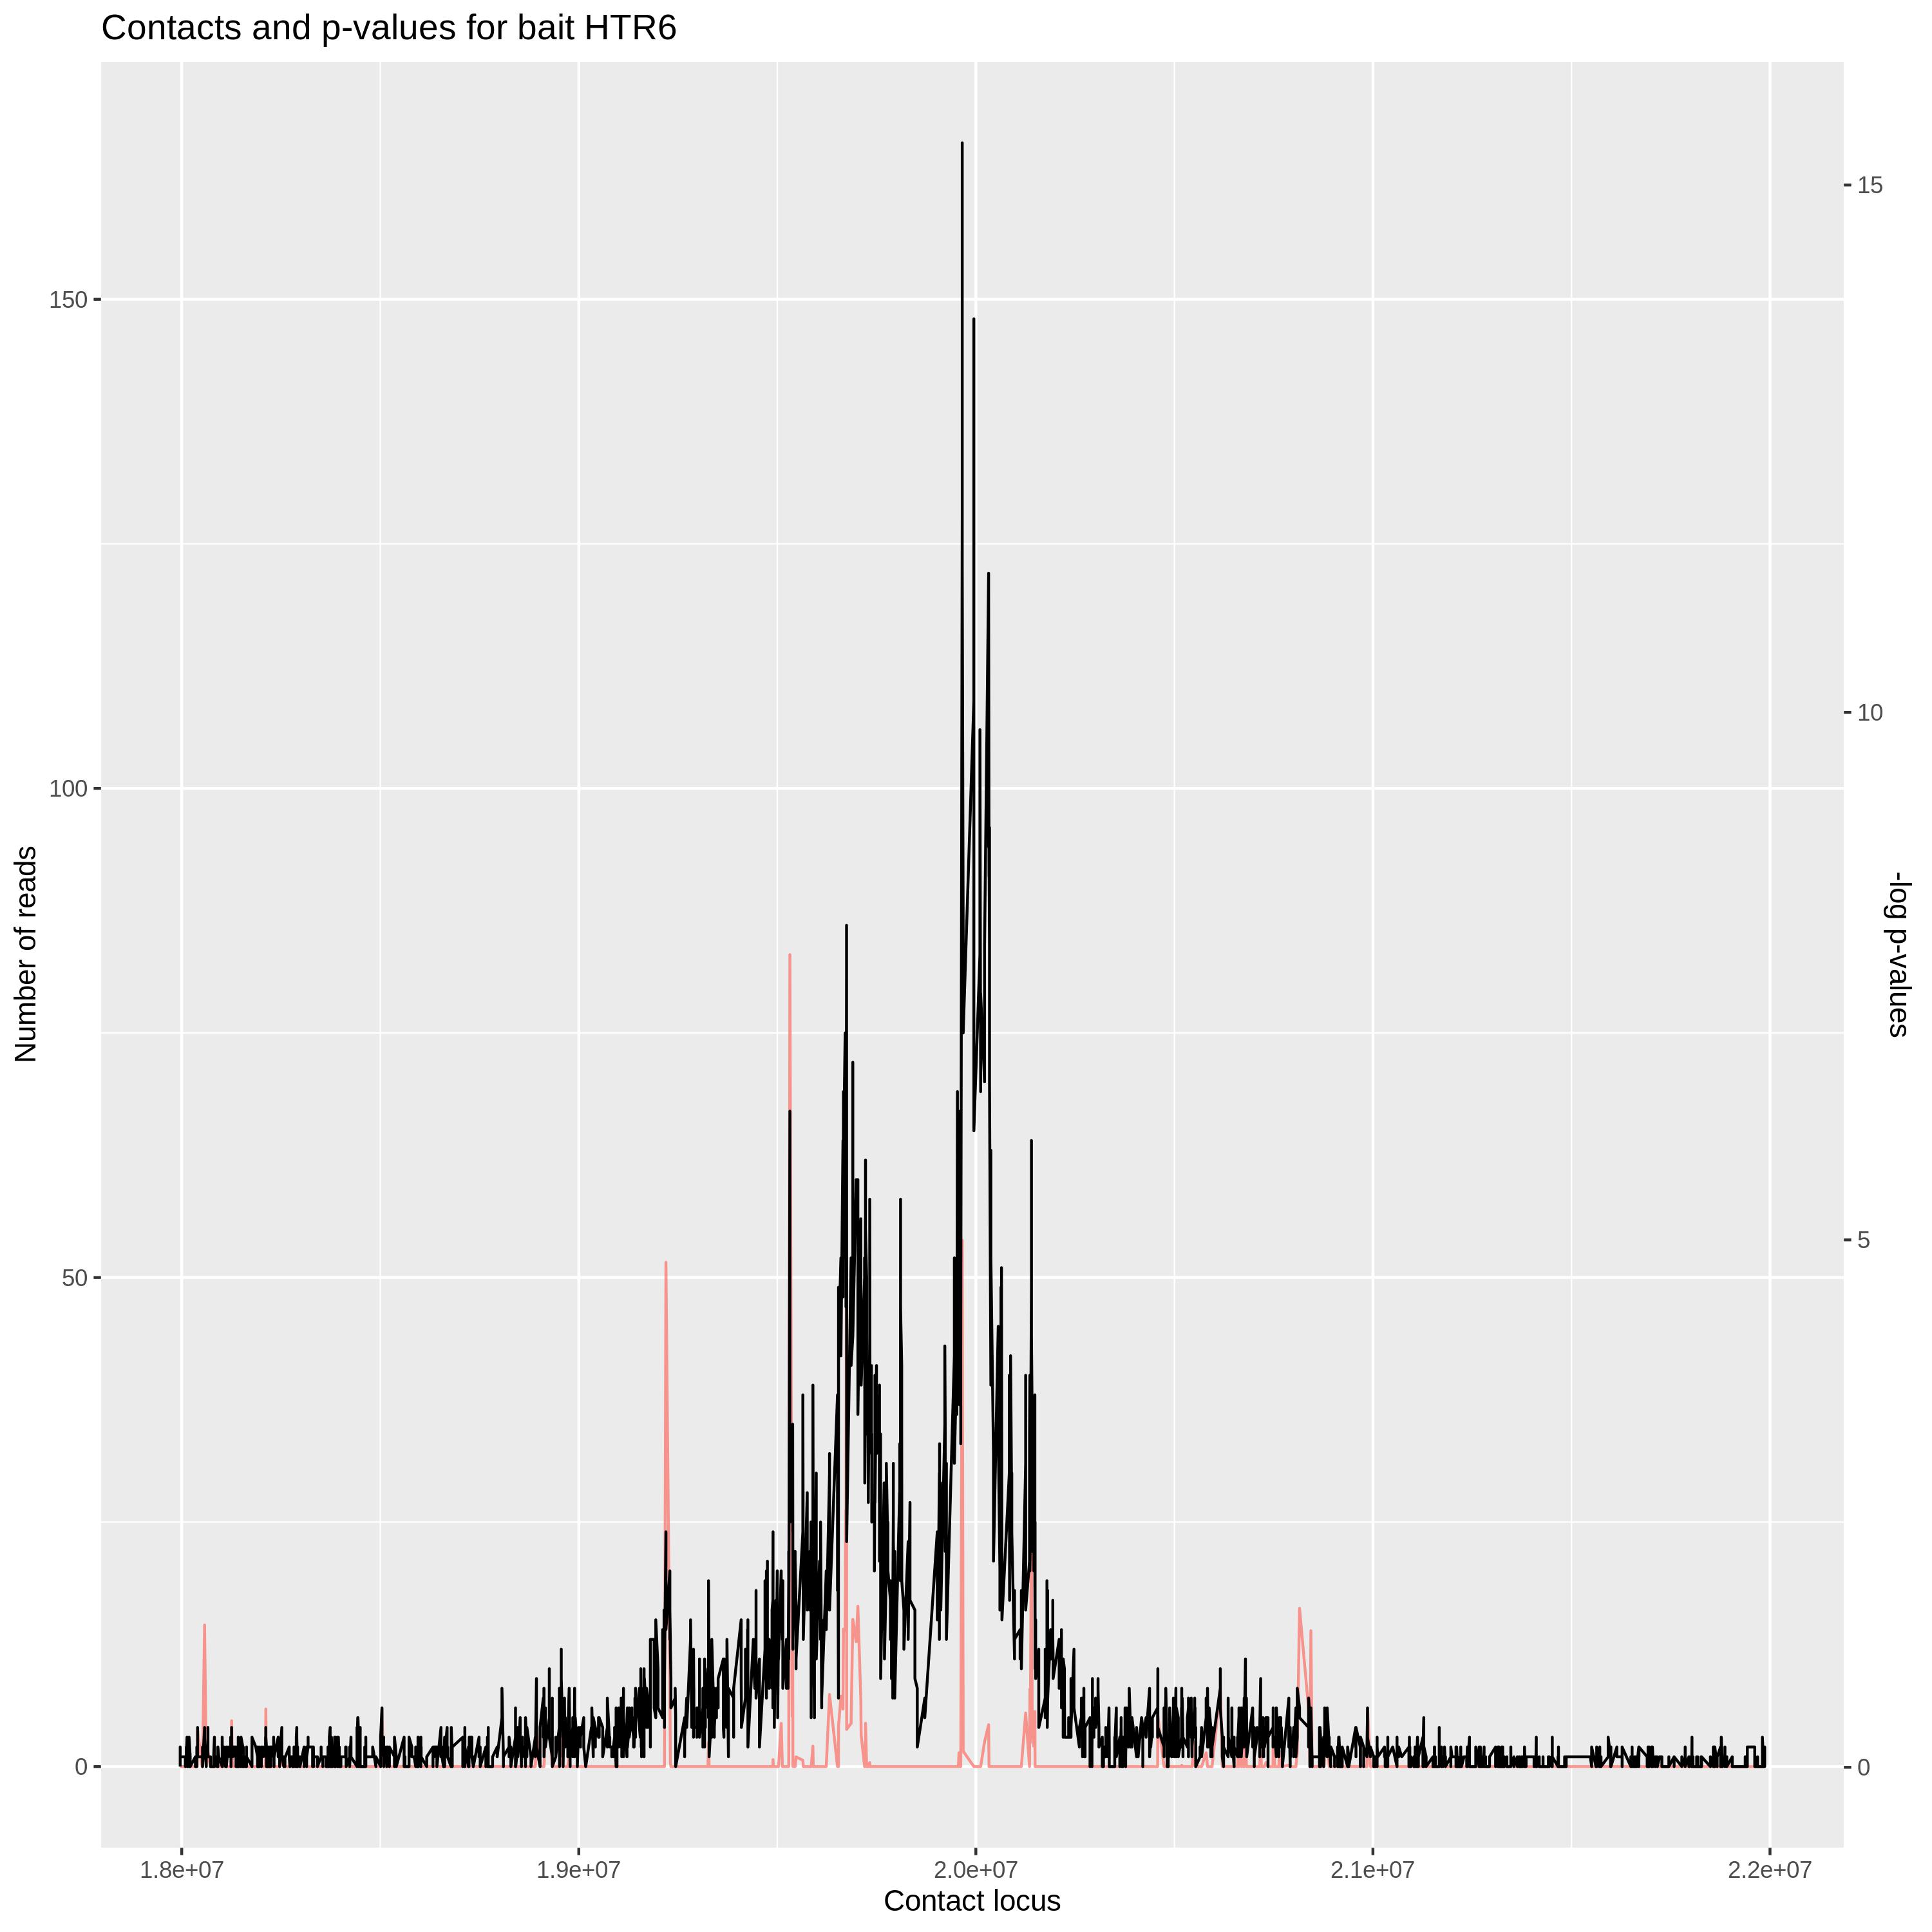 Contacts and p-values for bait HTR6
150
100
50
0
Number of reads
15
10
5
0
-log p-values
1.8e+07
1.9e+07
2.0e+07
2.1e+07
2.2e+07
Contact locus